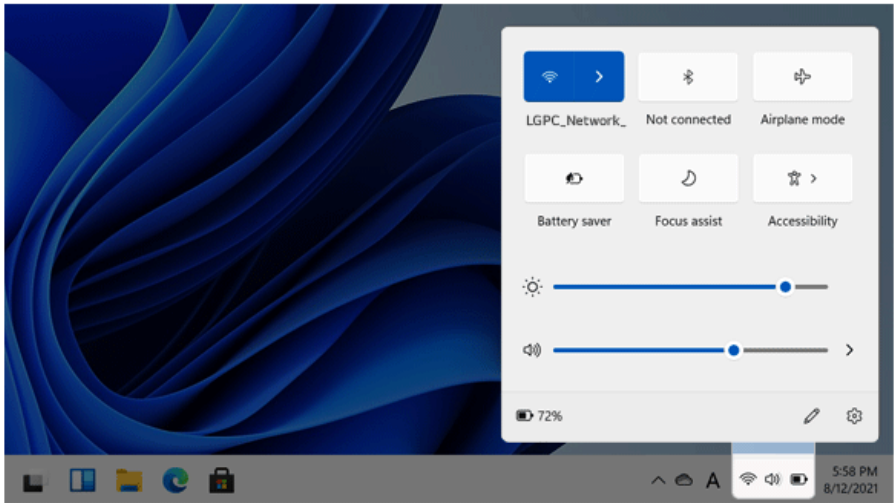 LGPC_Network_
Not connected
Airplane mode
Battery saver
Focus assist
Accessibility
72%
A
5:58 PM
8/12/2021